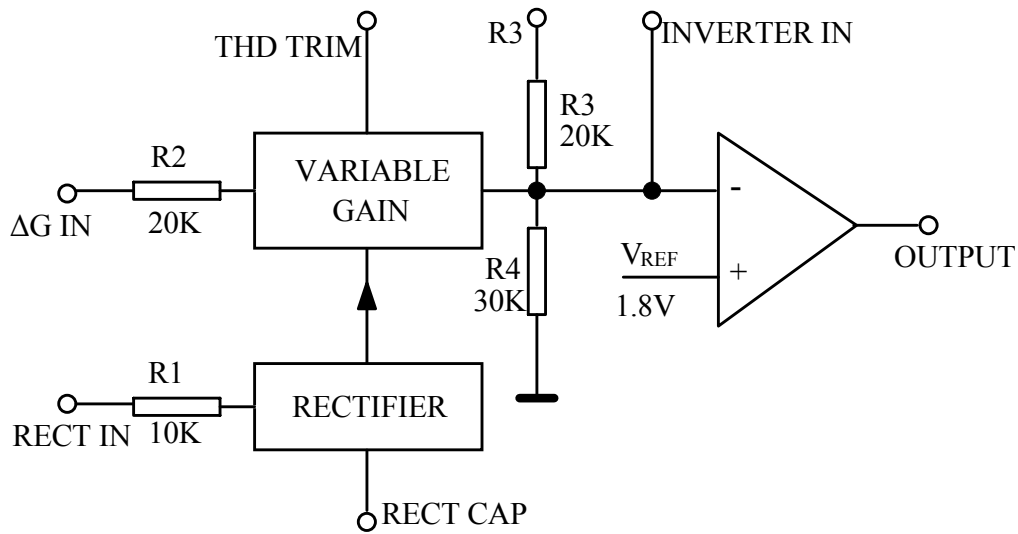 THD TRIM
R3
INVERTER IN
R3
20K
R2
20K
ΔG IN
VARIABLE
GAIN
-
R4
30K
VREF
1.8V
+
OUTPUT
R1
10K
RECT IN
RECTIFIER
RECT CAP